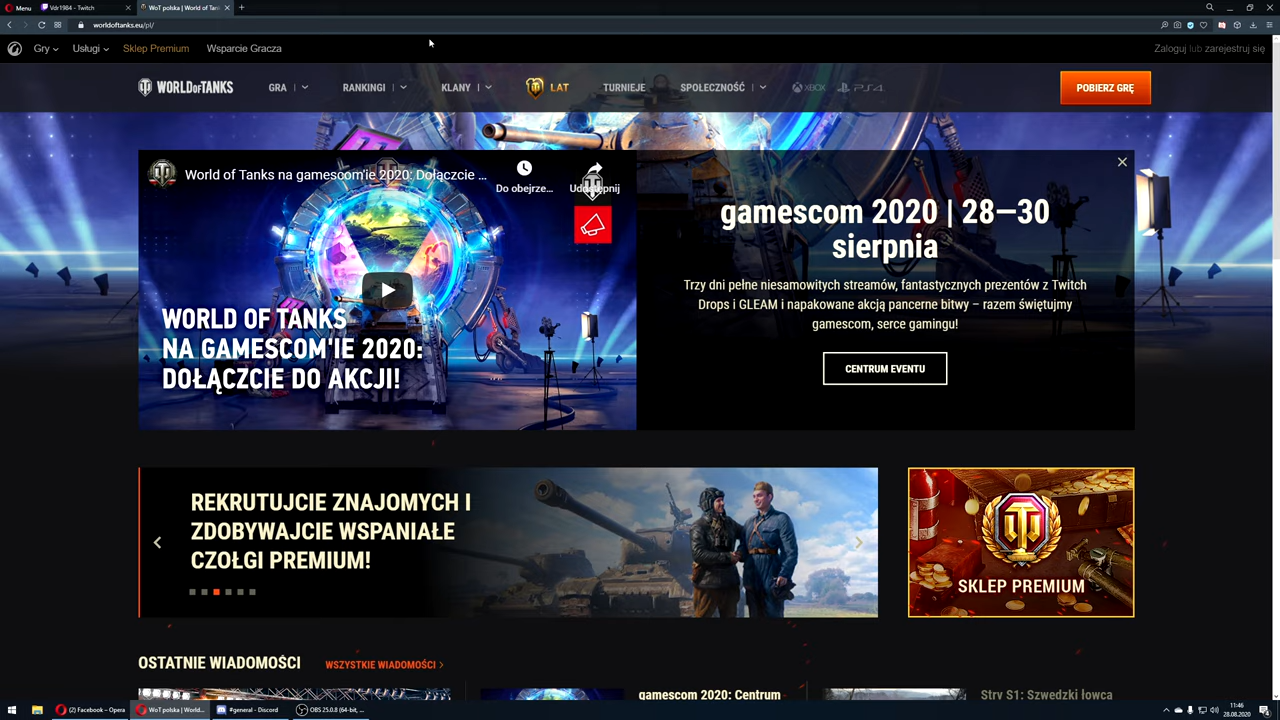 Menu
Vdr1984 - Twitch
WoT polska | World of Tan
worldoftanks.eu/pl/
Gry
Usługi
Sklep Premium
Wsparcie Gracza
Zaloguj lub zarejestruj się
WORLD OF TANKS
GRA
RANKINGI
KLANY
LAT
TURNIEJE
SPOŁECZNOŚĆ
XBOX
PS4
POBIERZ GRĘ
World of Tanks na gamescom'ie 2020: Dołączcie ...
Do obejrze...
Udostępnij
WORLD OF TANKS
NA GAMESCOM'IE 2020:
DOŁĄCZCIE DO AKCJI!
gamescom 2020 | 28—30
sierpnia
Trzy dni pełne niesamowitych streamów, fantastycznych prezentów z Twitch
Drops i GLEAM i napakowane akcją pancerne bitwy – razem świętujmy
gamescom, serce gamingu!
CENTRUM EVENTU
REKRUTUJCIE ZNAJOMYCH I
ZDOBYWAJCIE WSPANIAŁE
CZOŁGI PREMIUM!
SKLEP PREMIUM
OSTATNIE WIADOMOŚCI
WSZYSTKIE WIADOMOŚCI
gamescom 2020: Centrum
Stry S1: Szwedzki łowca
(2) Facebook – Opera
WoT polska | World...
#general - Discord
OBS 25.0.8 (64-bit, ...
11:46
28.08.2020